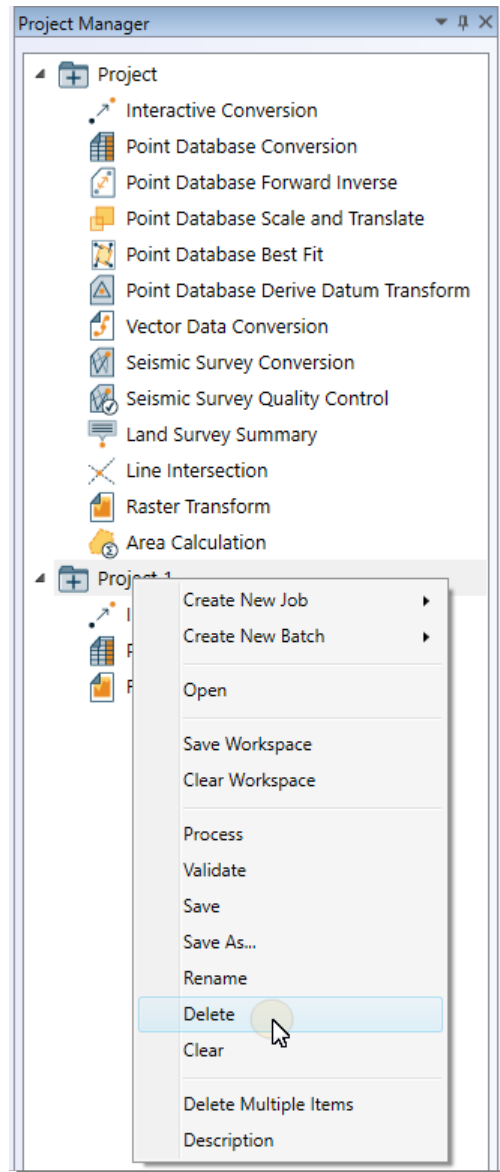 Project Manager
Project
Interactive Conversion
Point Database Conversion
Point Database Forward Inverse
Point Database Scale and Translate
Point Database Best Fit
Point Database Derive Datum Transform
Vector Data Conversion
Seismic Survey Conversion
Seismic Survey Quality Control
Land Survey Summary
Line Intersection
Raster Transform
Area Calculation
Project 1
Create New Job
Create New Batch
Open
Save Workspace
Clear Workspace
Process
Validate
Save
Save As...
Rename
Delete
Clear
Delete Multiple Items
Description